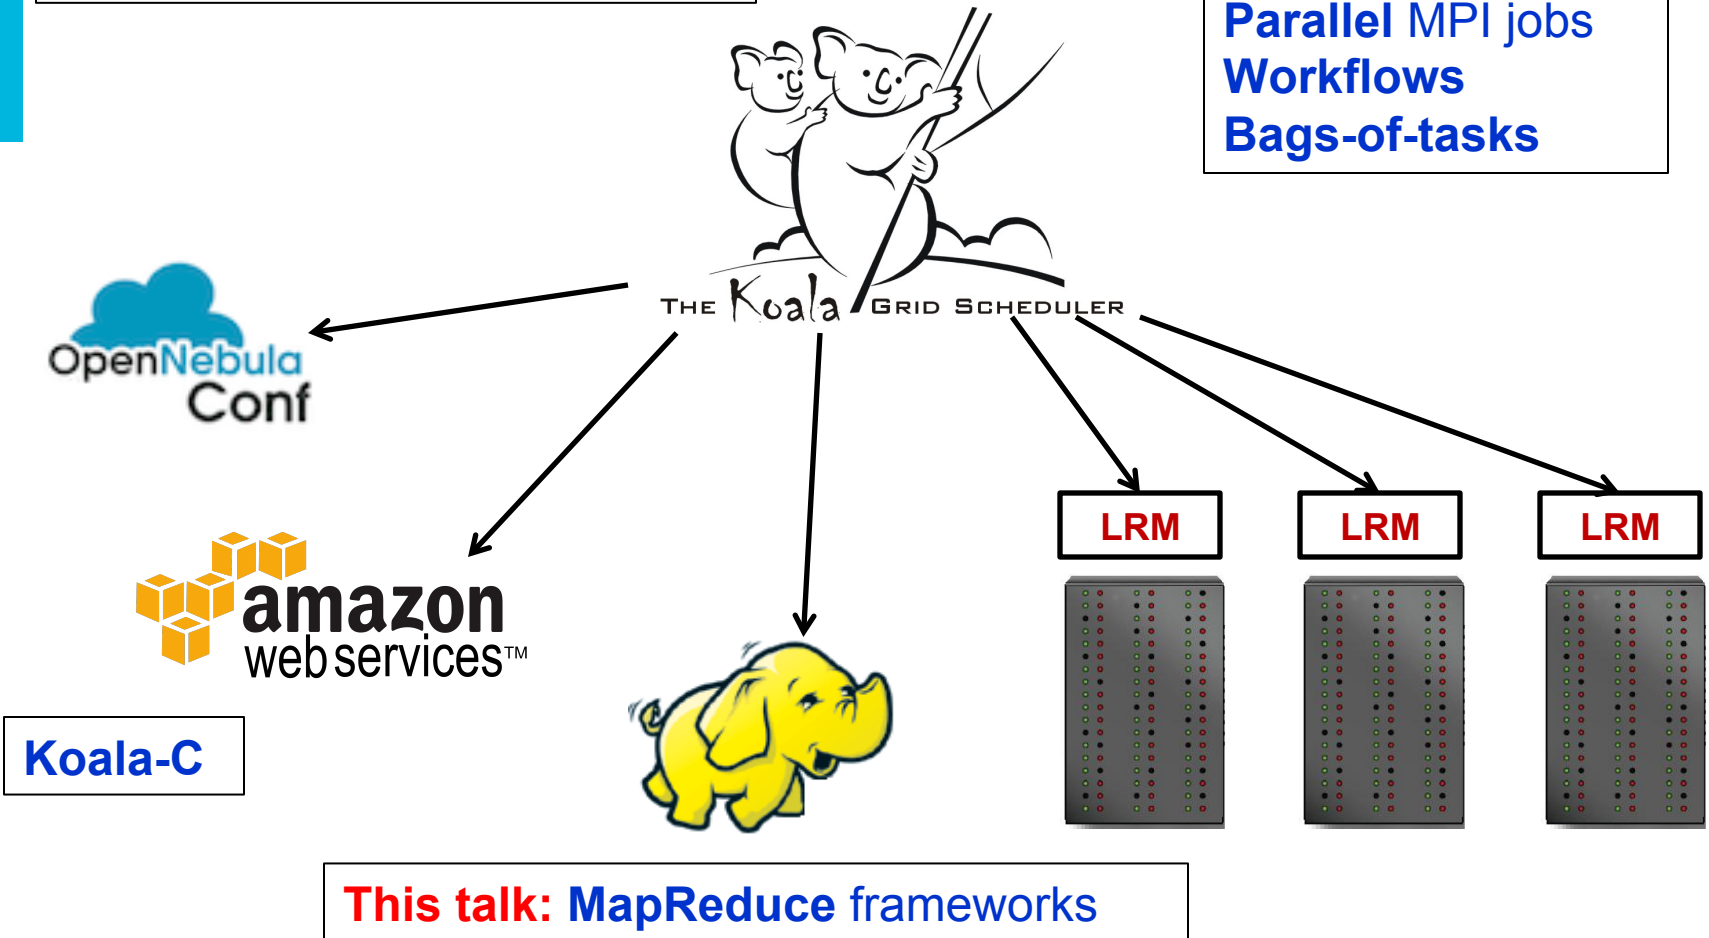 Parallel MPI jobs
Workflows
Bags-of-tasks
THE Koala GRID SCHEDULER
OpenNebula
Conf
LRM
LRM
LRM
amazon
web services™
Koala-C
This talk: MapReduce frameworks